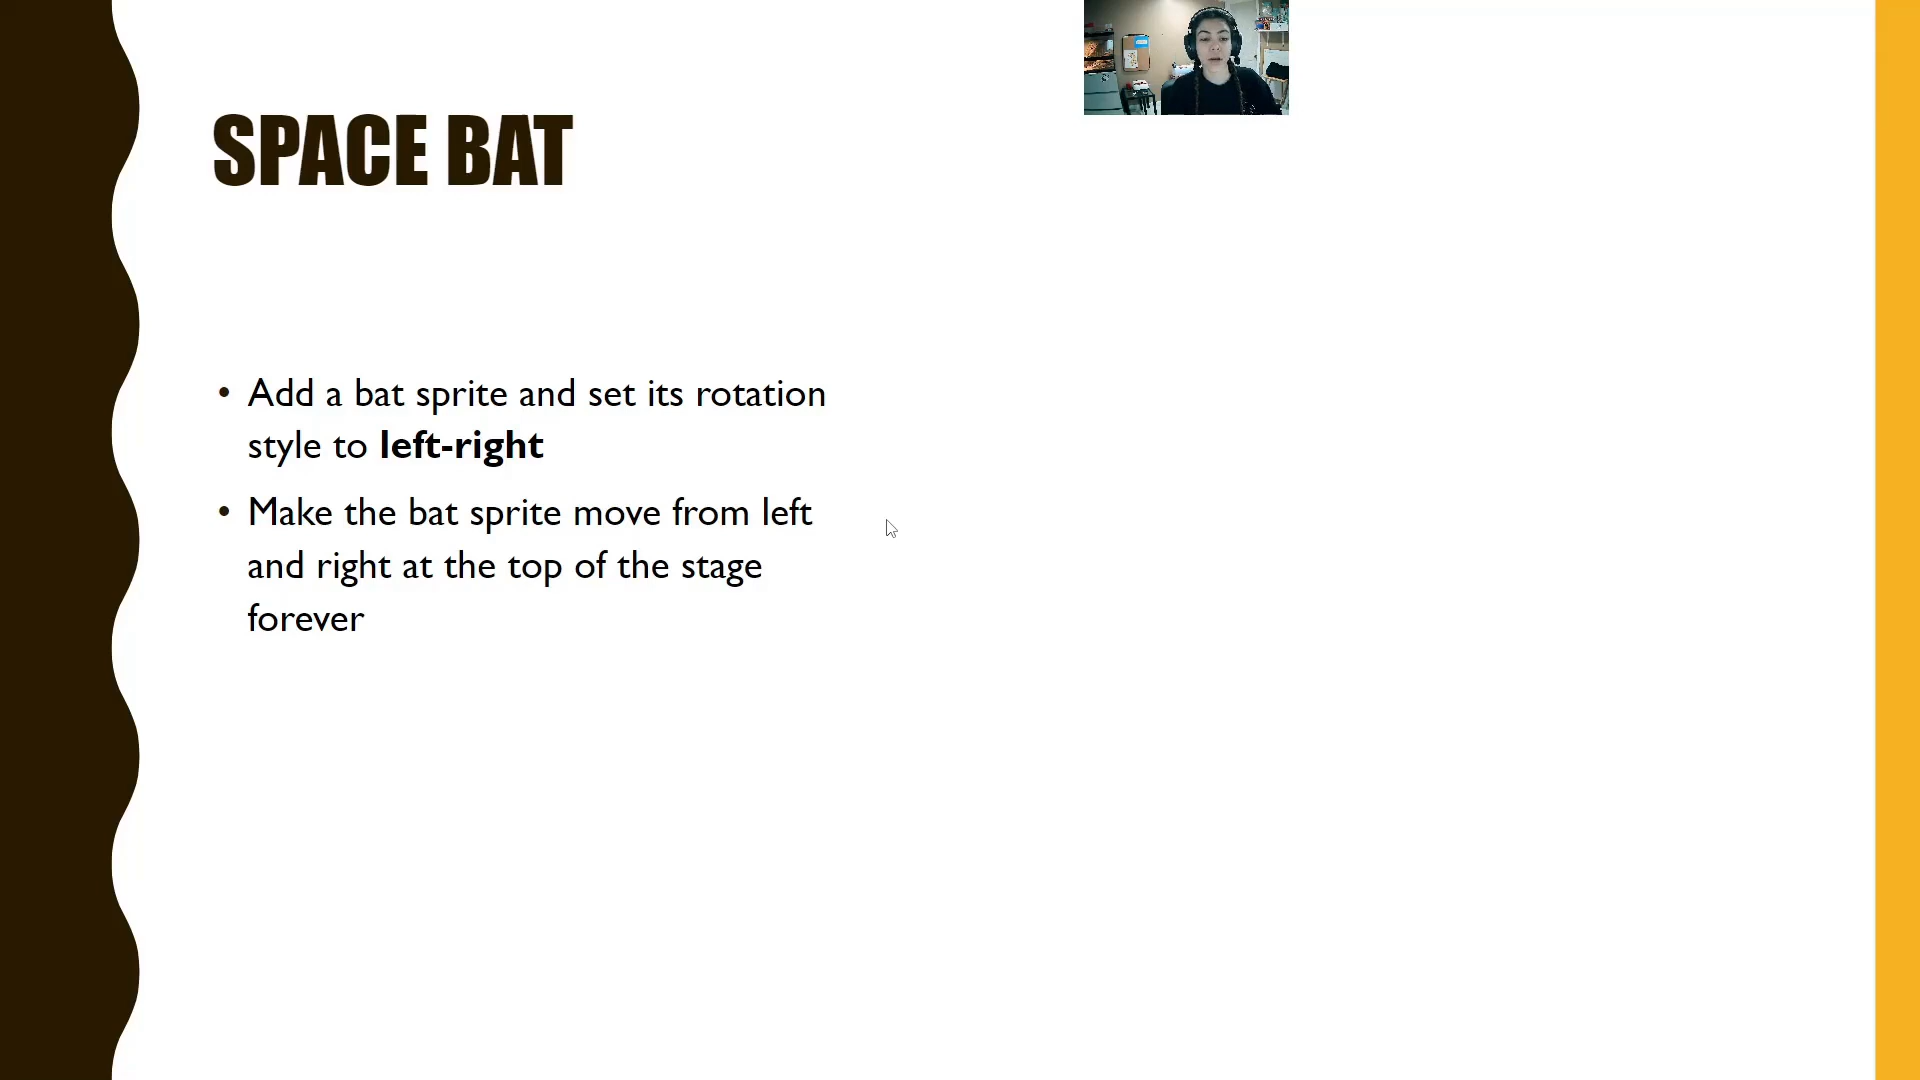 SPACE BAT
• Add a bat sprite and set its rotation
style to left-right
• Make the bat sprite move from left
and right at the top of the stage
forever